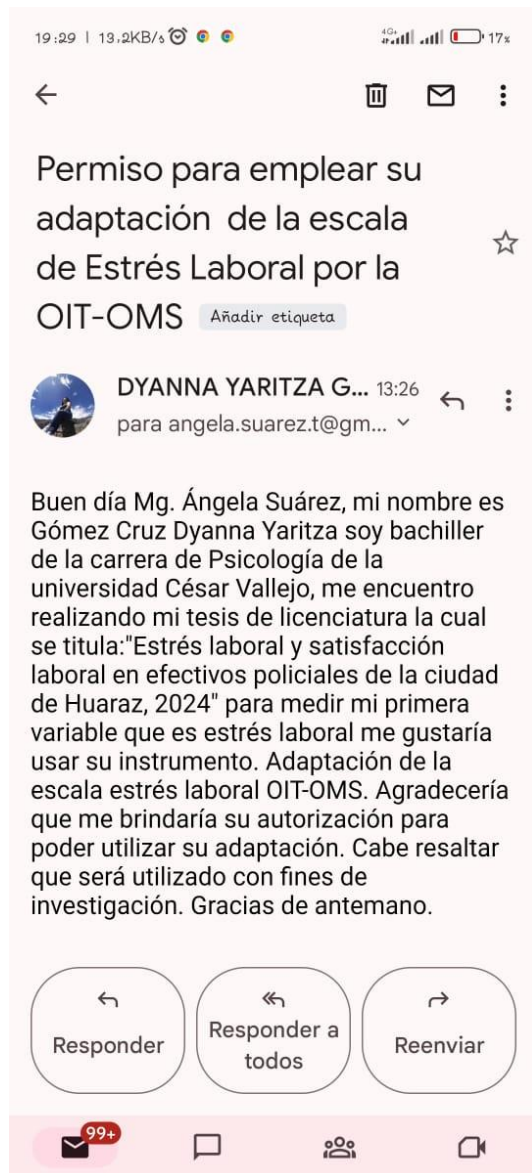 19:29 | 13,2KB/s
4G+
17%
Permiso para emplear su
adaptación de la escala
de Estrés Laboral por la
OIT-OMS Añadir etiqueta
DYANNA YARITZA G... 13:26
para angela.suarez.t@gm...
Buen día Mg. Ángela Suárez, mi nombre es
Gómez Cruz Dyanna Yaritza soy bachiller
de la carrera de Psicología de la
universidad César Vallejo, me encuentro
realizando mi tesis de licenciatura la cual
se titula:"Estrés laboral y satisfacción
laboral en efectivos policiales de la ciudad
de Huaraz, 2024" para medir mi primera
variable que es estrés laboral me gustaría
usar su instrumento. Adaptación de la
escala estrés laboral OIT-OMS. Agradecería
que me brindaría su autorización para
poder utilizar su adaptación. Cabe resaltar
que será utilizado con fines de
investigación. Gracias de antemano.
Responder
Responder a
todos
Reenviar
99+